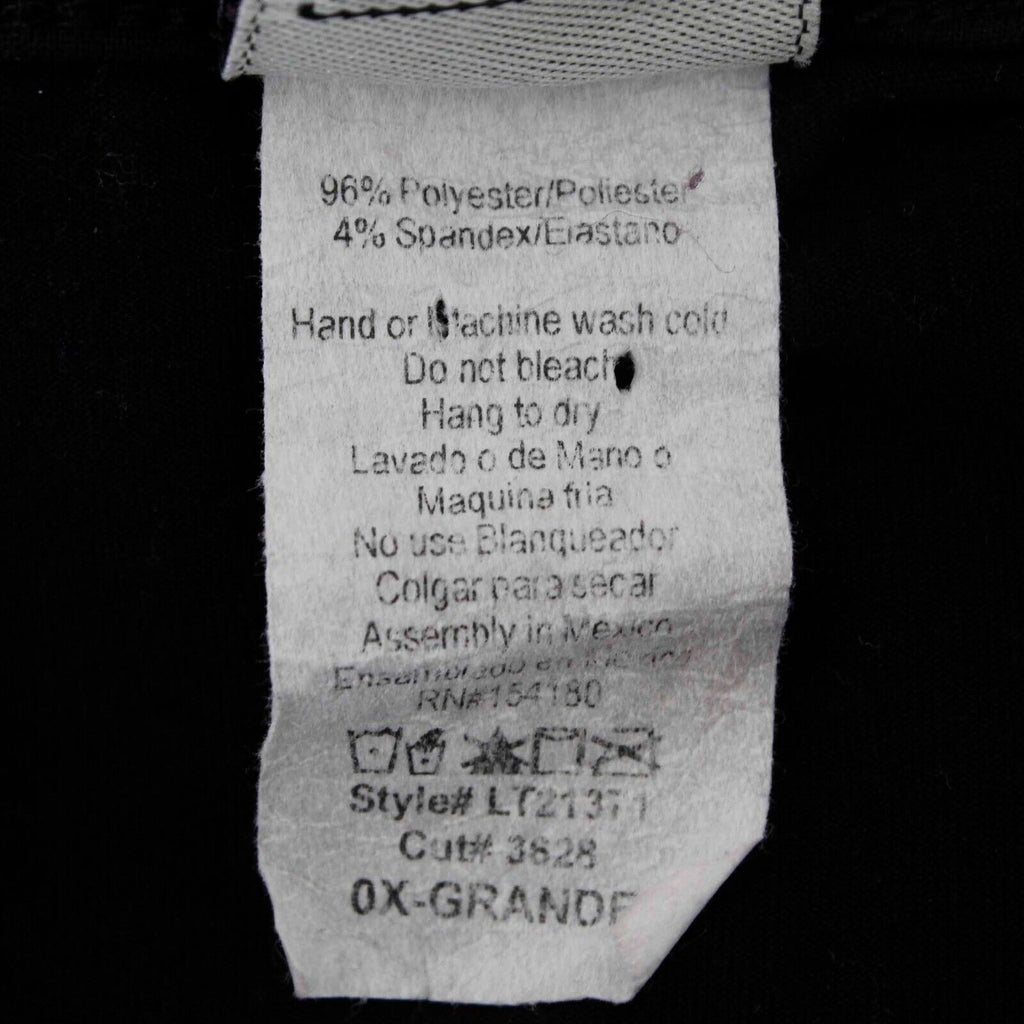 96% Polyester/Poliester
4% Spandex/Elastano
Hand or Machine wash cold
Do not bleach
Hang to dry
Lavado o de Mano o
Maquina fria
No use Blanqueador
Colgar para secar
Assembly in Mexico
Ensamblado en
RN#154180
Style# LT21371
Cut# 3628
0X-GRANDE